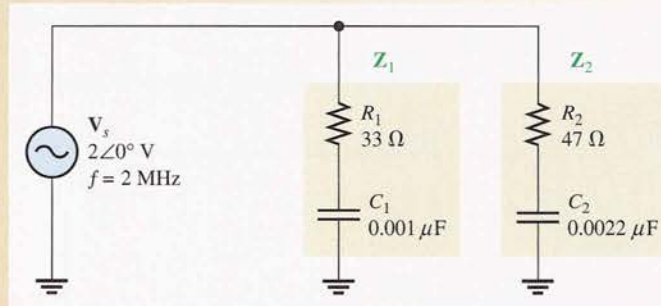 Z₁
Z₂
Vₛ
2∠0° V
f = 2 MHz
R₁
33 Ω
C₁
0.001 μF
R₂
47 Ω
C₂
0.0022 μF